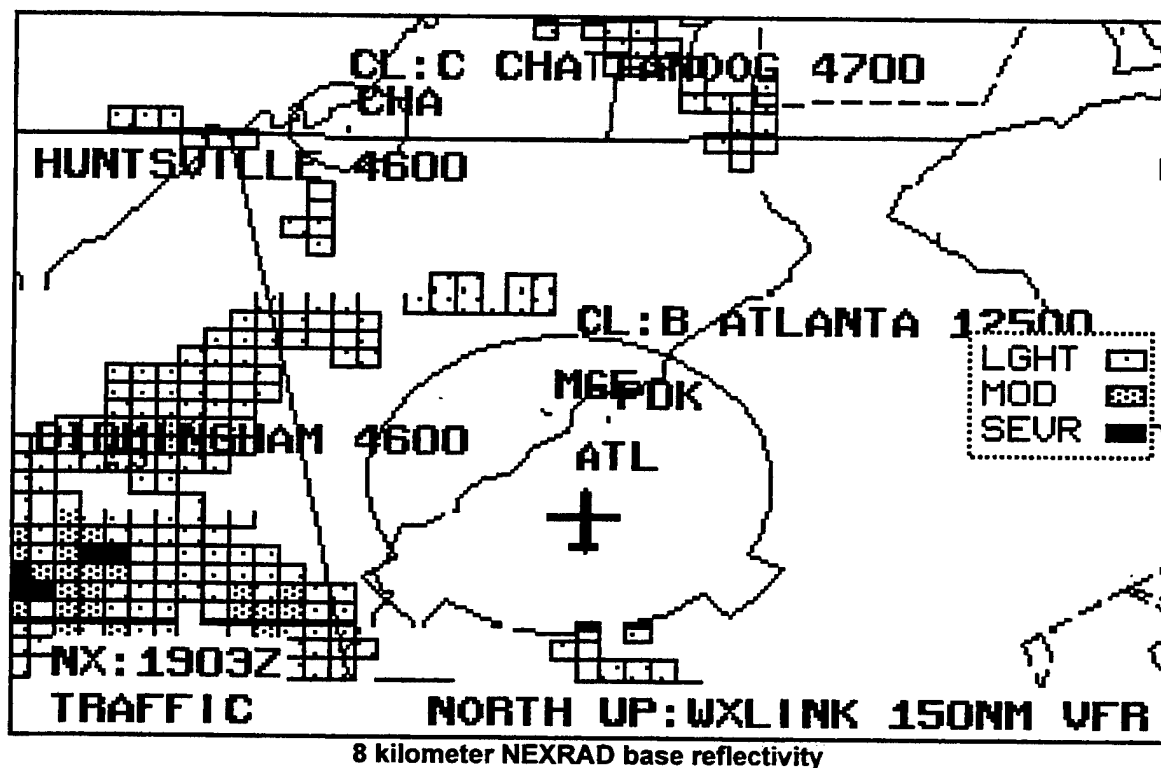 CL:C CHATTANOOG 4700
CHA
HUNTSVILLE 4600
CL:B ATLANTA 12500
LGHT
MGE PDK
MOD
SEVR
BIRMINGHAM 4600
ATL
NX:1903Z
TRAFFIC
NORTH UP:WXLINK 150NM VFR
8 kilometer NEXRAD base reflectivity